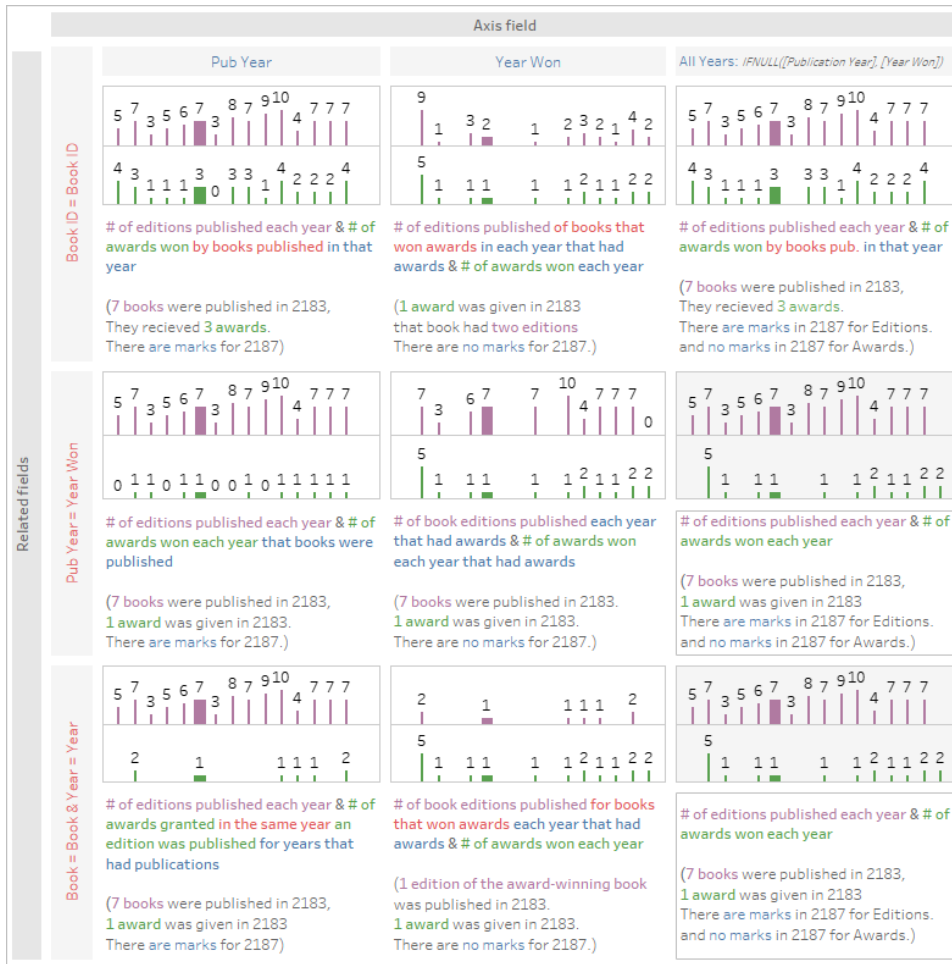 Axis field
Related fields
Pub Year
Year Won
All Years: IFNULL([Publication Year], [Year Won])
Book ID = Book ID
5 7 3 5 6 7 3 8 7 9 10 4 7 7 7
4 3 1 1 1 3 0 3 3 1 4 2 2 2 4
# of editions published each year & # of
awards won by books published in that
year
(7 books were published in 2183,
They recieved 3 awards.
There are marks for 2187)
9 1 3 2 1 2 3 2 1 4 2
5 1 1 1 1 1 2 1 1 2 2
# of editions published of books that
won awards in each year that had
awards & # of awards won each year
(1 award was given in 2183
that book had two editions
There are no marks for 2187.)
5 7 3 5 6 7 3 8 7 9 10 4 7 7 7
4 3 1 1 1 3 3 3 1 4 2 2 2 4
# of editions published each year & # of
awards won by books pub. in that year
(7 books were published in 2183,
They recieved 3 awards.
There are marks in 2187 for Editions.
and no marks in 2187 for Awards.)
Pub Year = Year Won
5 7 3 5 6 7 3 8 7 9 10 4 7 7 7
0 1 1 0 1 1 0 0 1 0 1 1 1 1 1
# of editions published each year & # of
awards won each year that books were
published
(7 books were published in 2183,
1 award was given in 2183.
There are marks for 2187.)
7 3 6 7 7 10 4 7 7 7 0
5 1 1 1 1 1 2 1 1 2 2
# of book editions published each year
that had awards & # of awards won
each year that had awards
(7 books were published in 2183.
1 award was given in 2183.
There are no marks for 2187.)
5 7 3 5 6 7 3 8 7 9 10 4 7 7 7
5 1 1 1 1 1 2 1 1 2 2
# of editions published each year & # of
awards won each year
(7 books were published in 2183,
1 award was given in 2183
There are marks in 2187 for Editions.
and no marks in 2187 for Awards.)
Book = Book & Year = Year
5 7 3 5 6 7 3 8 7 9 10 4 7 7 7
2 1 1 1 1 2
# of editions published each year & # of
awards granted in the same year an
edition was published for years that
had publications
(7 books were published in 2183,
1 award was given in 2183
There are marks for 2187)
2 1 1 1 1 2
5 1 1 1 1 1 2 1 1 2 2
# of book editions published for books
that won awards each year that had
awards & # of awards won each year
(1 edition of the award-winning book
was published in 2183.
1 award was given in 2183.
There are no marks for 2187.)
5 7 3 5 6 7 3 8 7 9 10 4 7 7 7
5 1 1 1 1 1 2 1 1 2 2
# of editions published each year & # of
awards won each year
(7 books were published in 2183,
1 award was given in 2183
There are marks in 2187 for Editions.
and no marks in 2187 for Awards.)